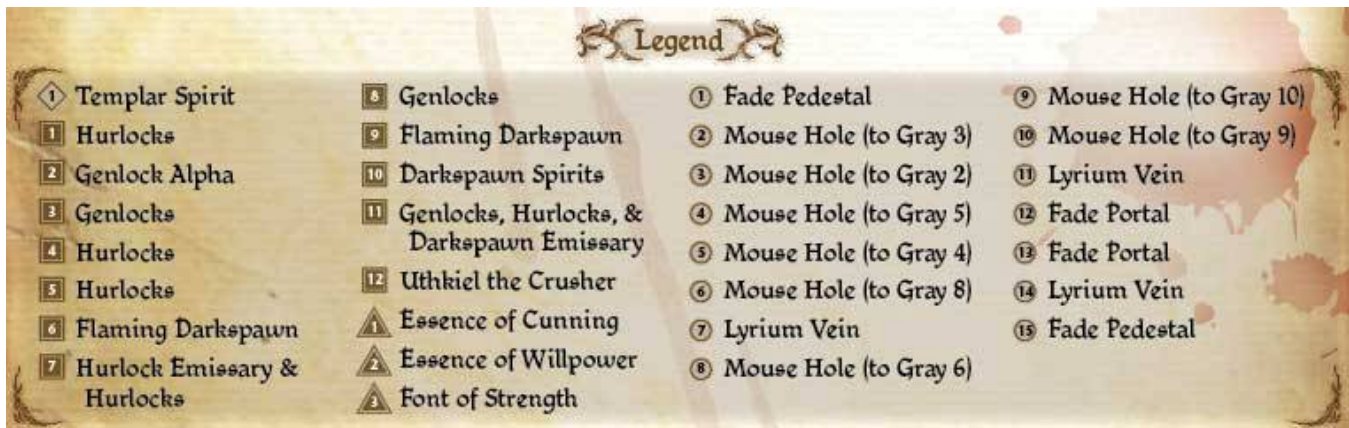 Legend
1 Templar Spirit
1 Hurlocks
2 Genlock Alpha
3 Genlocks
4 Hurlocks
5 Hurlocks
6 Flaming Darkspawn
7 Hurlock Emissary &
Hurlocks
8 Genlocks
9 Flaming Darkspawn
10 Darkspawn Spirits
11 Genlocks, Hurlocks, &
Darkspawn Emissary
12 Uthkiel the Crusher
1 Essence of Cunning
2 Essence of Willpower
3 Font of Strength
1 Fade Pedestal
2 Mouse Hole (to Gray 3)
3 Mouse Hole (to Gray 2)
4 Mouse Hole (to Gray 5)
5 Mouse Hole (to Gray 4)
6 Mouse Hole (to Gray 8)
7 Lyrium Vein
8 Mouse Hole (to Gray 6)
9 Mouse Hole (to Gray 10)
10 Mouse Hole (to Gray 9)
11 Lyrium Vein
12 Fade Portal
13 Fade Portal
14 Lyrium Vein
15 Fade Pedestal